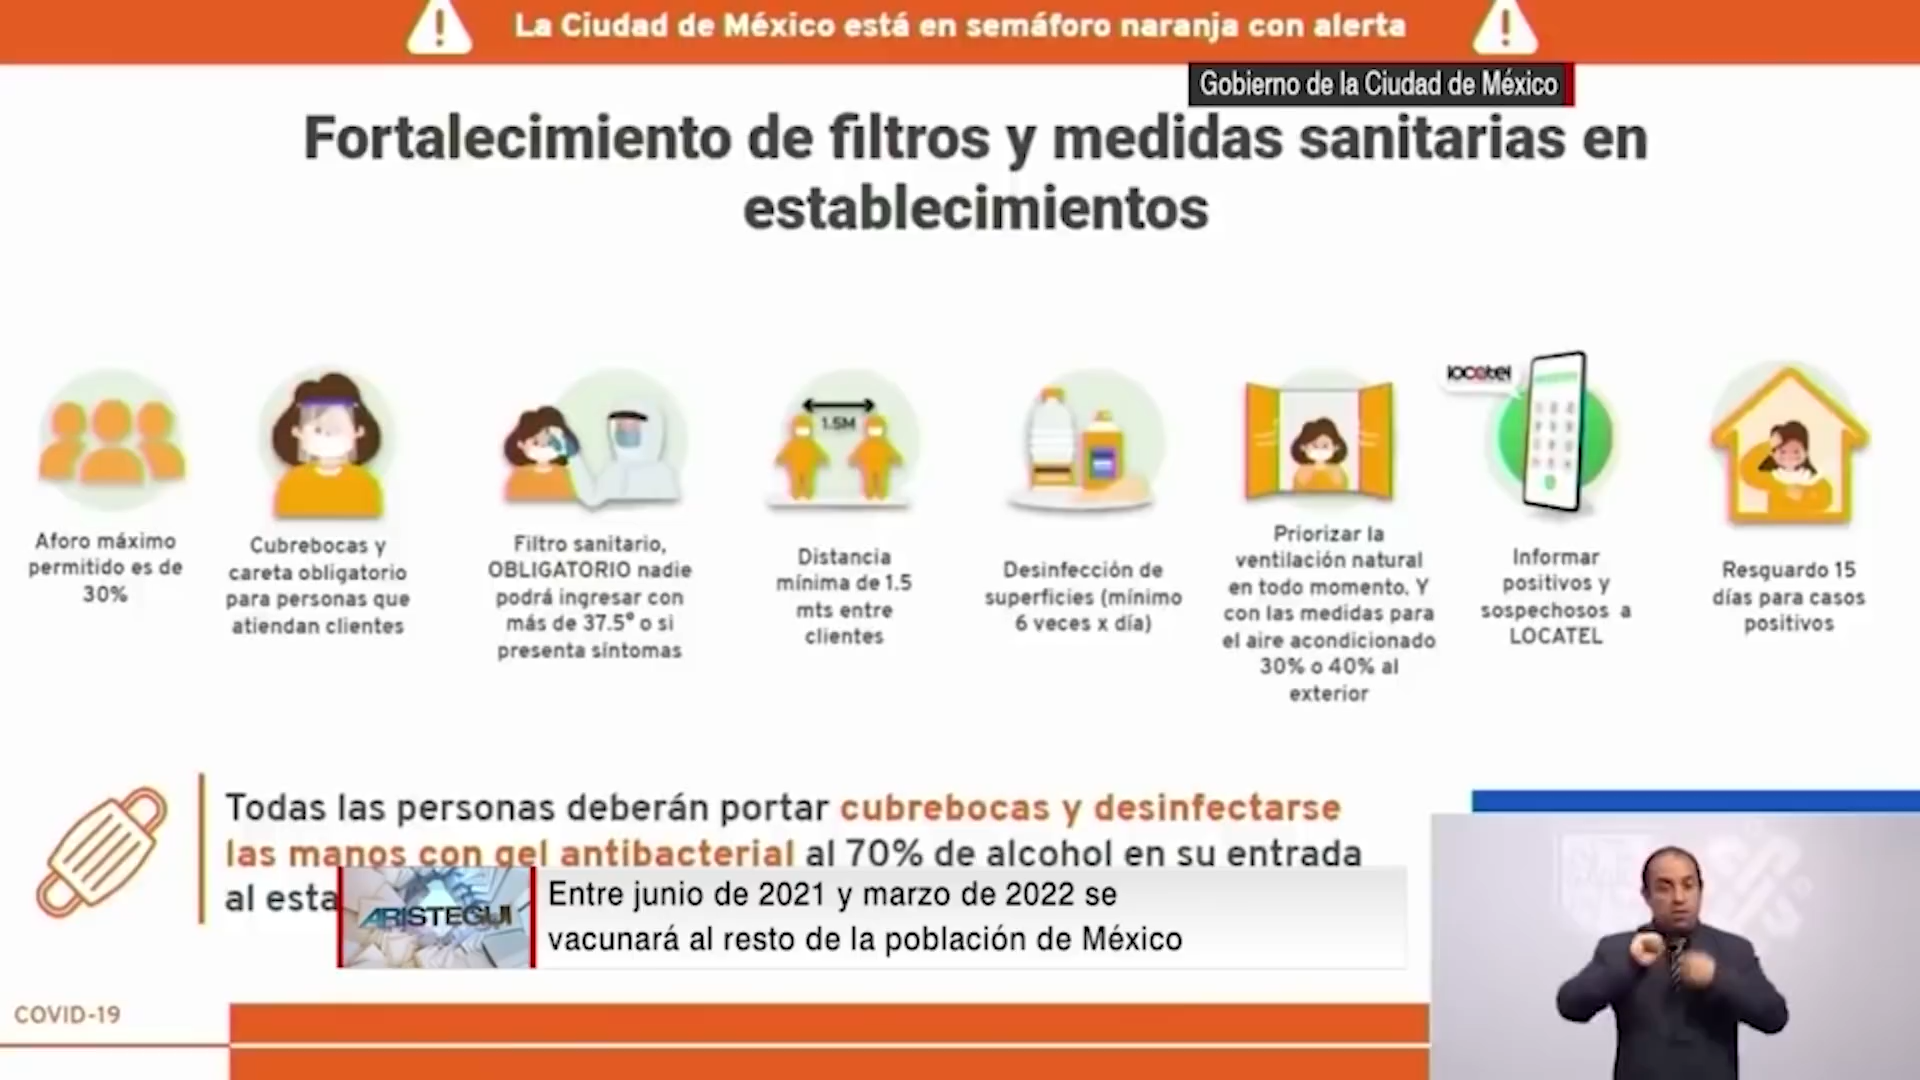 La Ciudad de México está en semáforo naranja con alerta
Gobierno de la Ciudad de México
Fortalecimiento de filtros y medidas sanitarias en
establecimientos
Aforo máximo
permitido es de
30%
Cubrebocas y
careta obligatorio
para personas que
atiendan clientes
Filtro sanitario,
OBLIGATORIO nadie
podrá ingresar con
más de 37.5° o si
presenta síntomas
1.5M
Distancia
mínima de 1.5
mts entre
clientes
Desinfección de
superficies (mínimo
6 veces x día)
Priorizar la
ventilación natural
en todo momento. Y
con las medidas para
el aire acondicionado
30% o 40% al
exterior
locatel
Informar
positivos y
sospechosos a
LOCATEL
Resguardo 15
días para casos
positivos
Todas las personas deberán portar cubrebocas y desinfectarse
las manos con gel antibacterial al 70% de alcohol en su entrada
al esta
ARISTEGUI
Entre junio de 2021 y marzo de 2022 se
vacunará al resto de la población de México
COVID-19